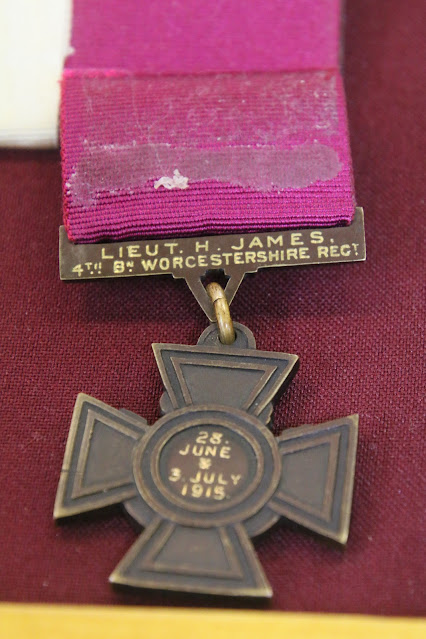 LIEUT. H. JAMES.
4TH BN WORCESTERSHIRE REGT
28.
JUNE
&
3. JULY
1915.